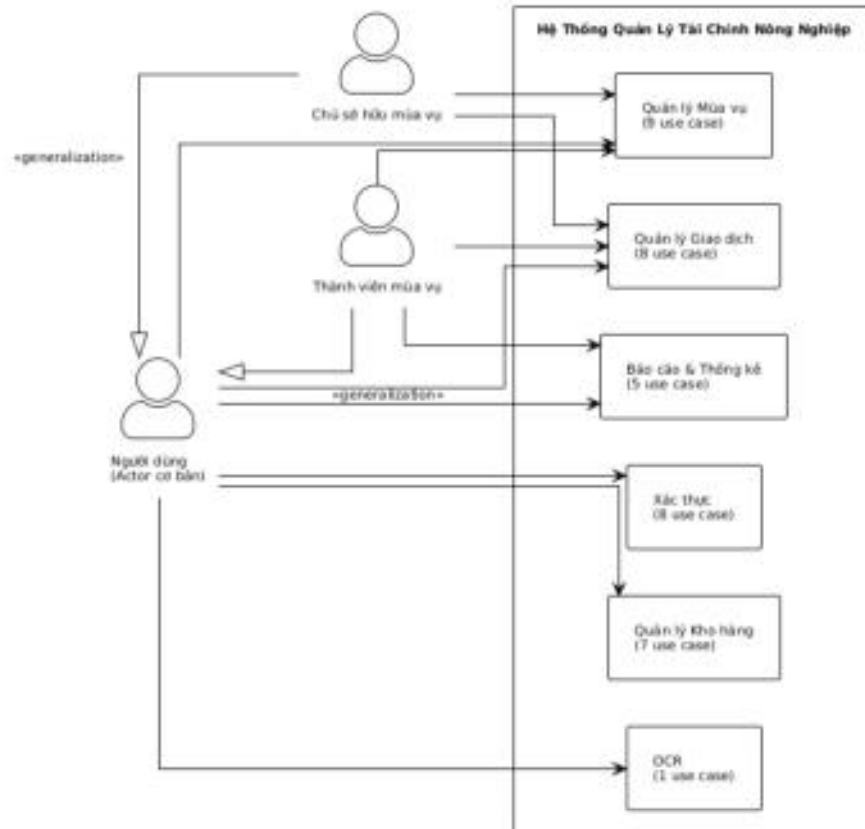 Hệ Thống Quản Lý Tài Chính Nông Nghiệp
Chủ sở hữu mùa vụ
Quản lý Mùa vụ
(9 use case)
«generalization»
Quản lý Giao dịch
(8 use case)
Thành viên mùa vụ
Báo cáo & Thống kê
(5 use case)
«generalization»
Người dùng
(Actor cơ bản)
Xác thực
(8 use case)
Quản lý Kho hàng
(7 use case)
OCR
(1 use case)